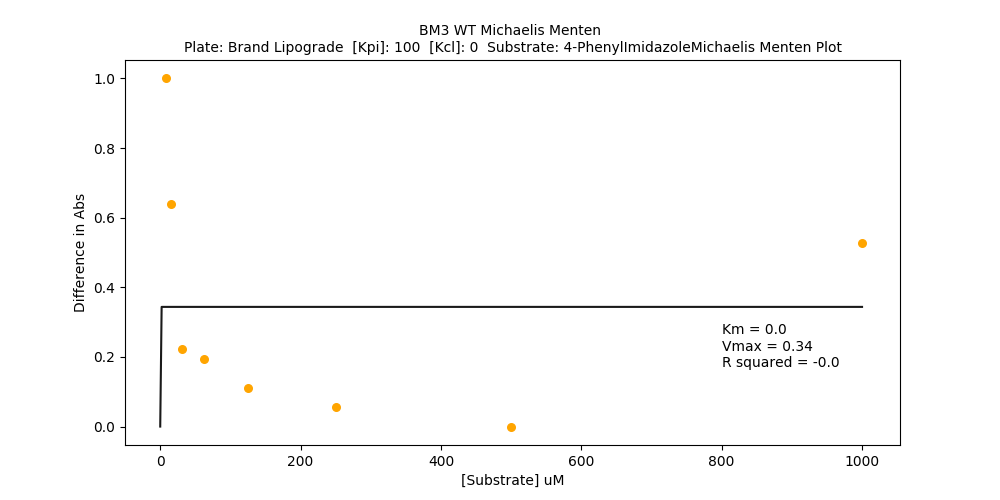 BM3 WT Michaelis Menten
Plate: Brand Lipograde  [Kpi]: 100  [Kcl]: 0  Substrate: 4-PhenylImidazoleMichaelis Menten Plot
1.0
0.8
0.6
0.4
0.2
0.0
Difference in Abs
Km = 0.0
Vmax = 0.34
R squared = -0.0
0 200 400 600 800 1000
[Substrate] uM